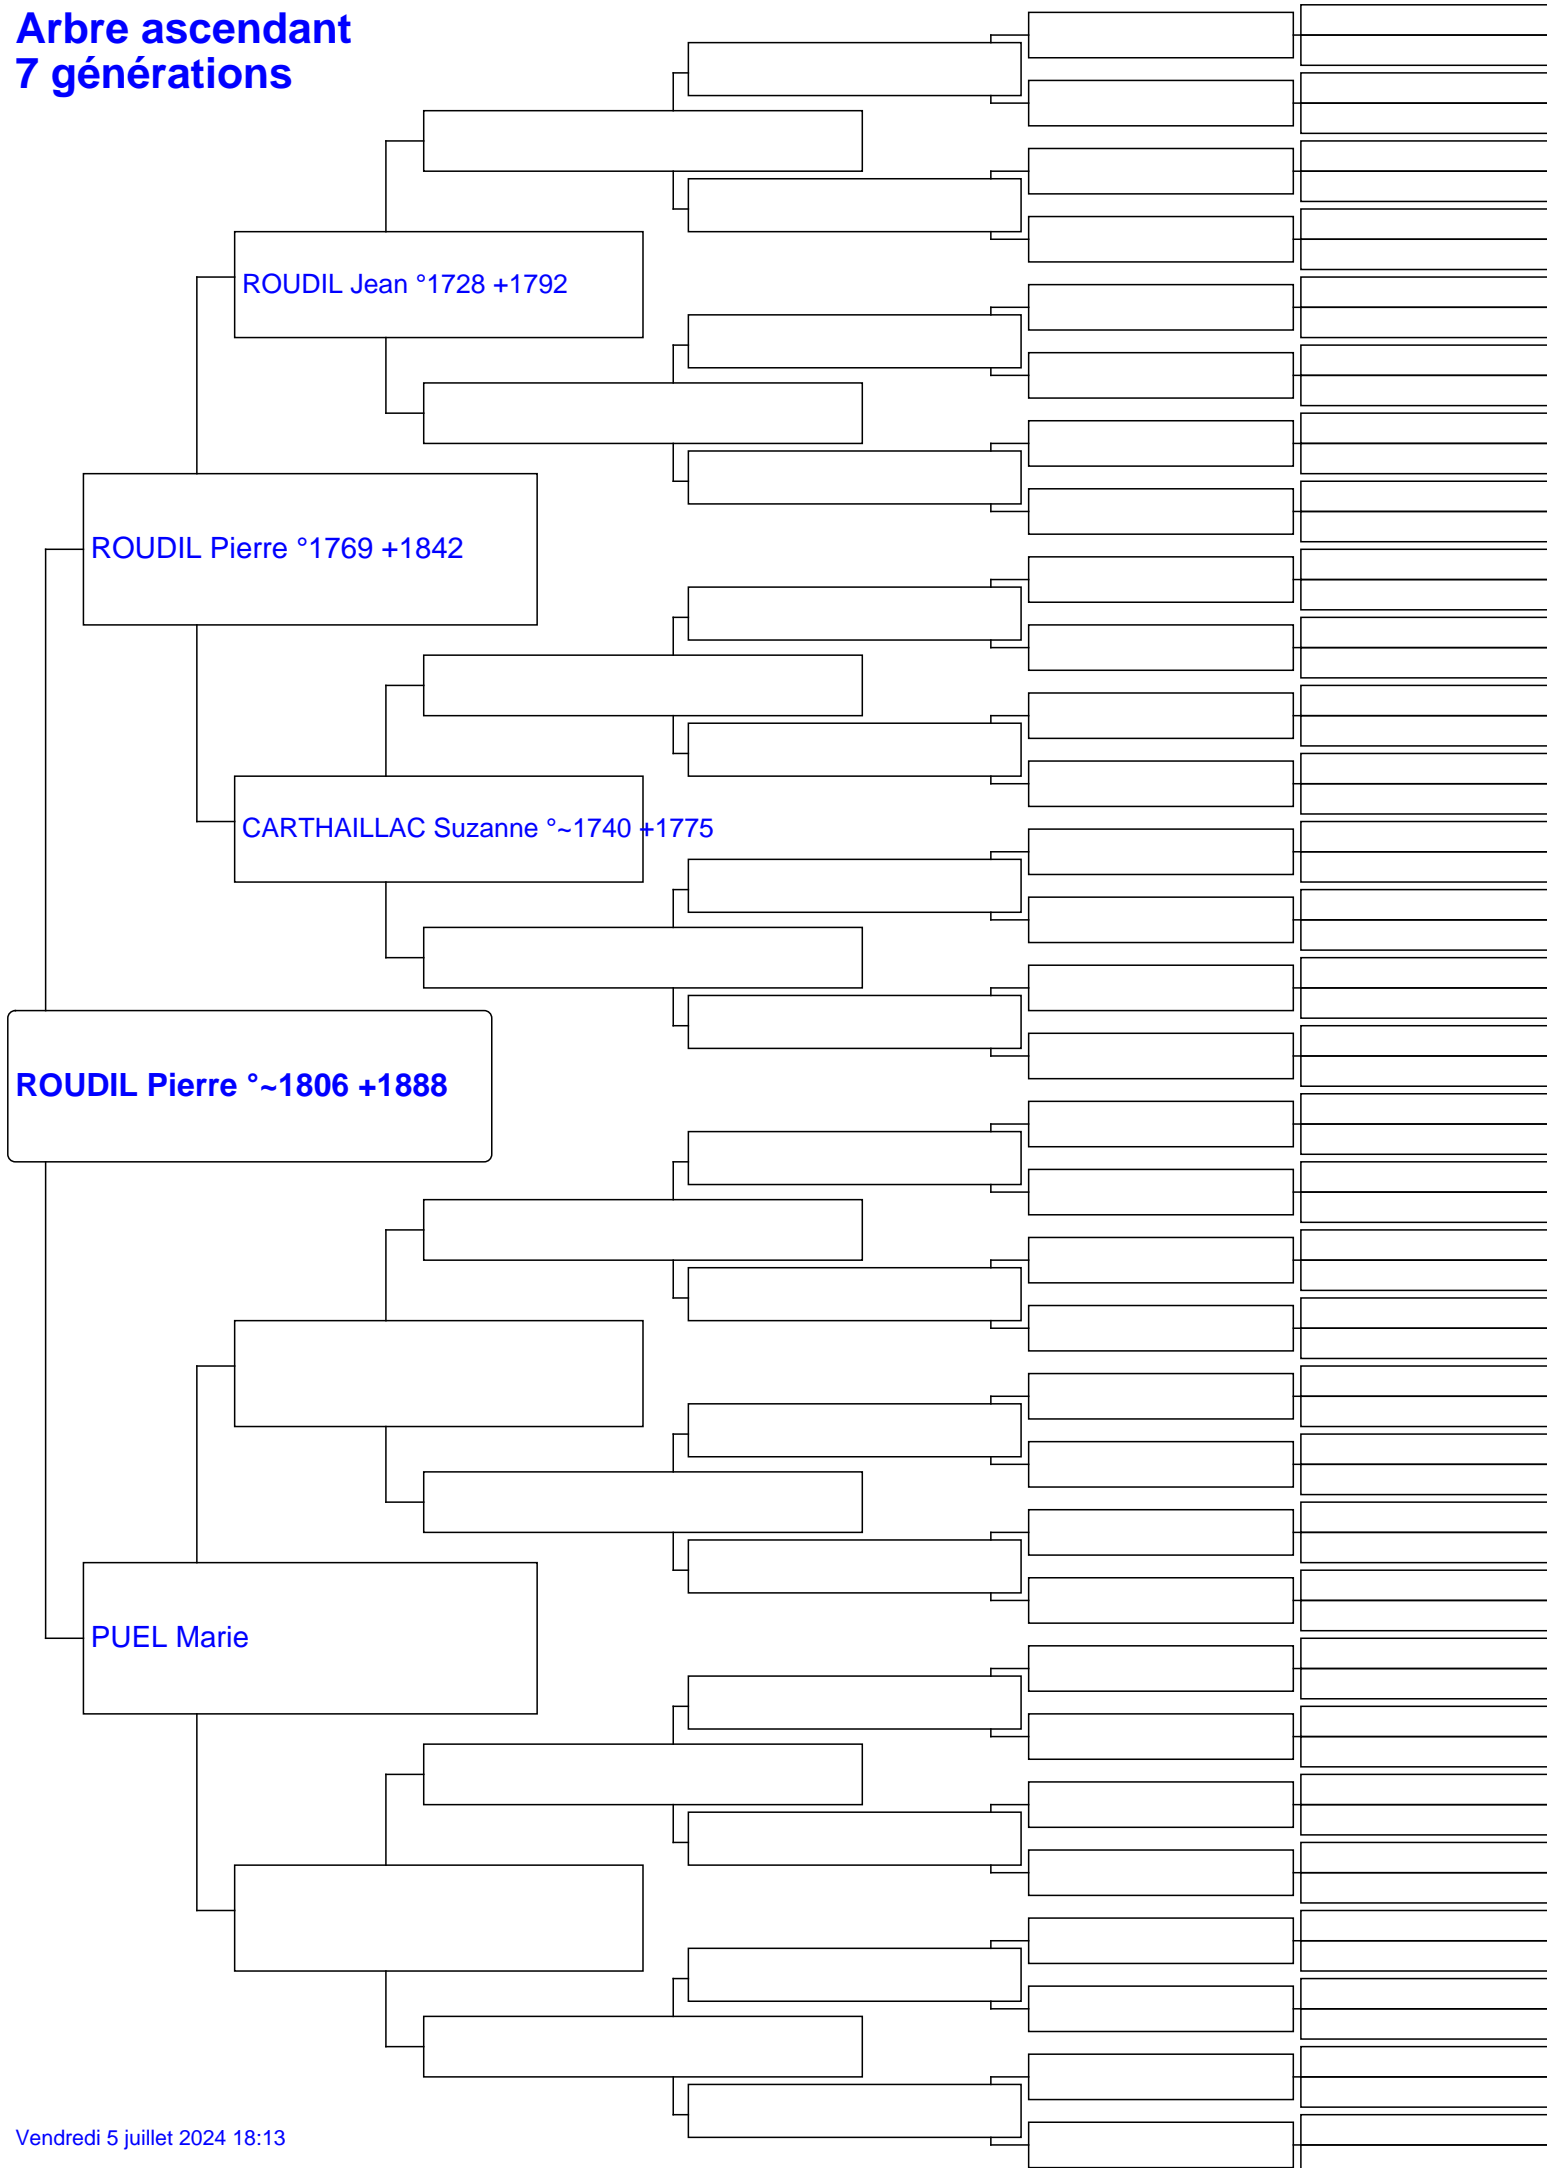 Arbre ascendant
7 générations
ROUDIL Jean °1728 +1792
ROUDIL Pierre °1769 +1842
CARTHAILLAC Suzanne °~1740 +1775
ROUDIL Pierre °~1806 +1888
PUEL Marie
Vendredi 5 juillet 2024 18:13